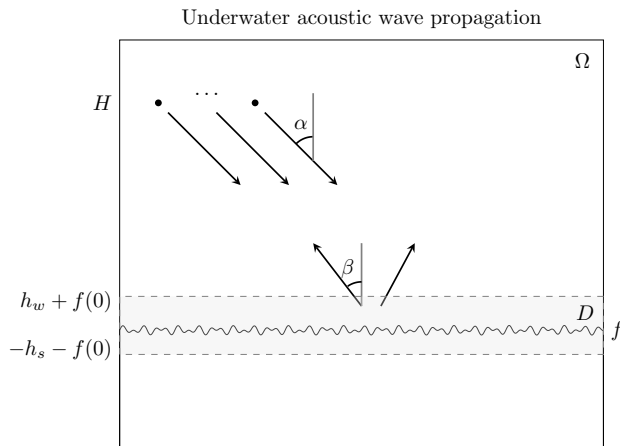 Underwater acoustic wave propagation
Ω
H
...
α
β
h_w + f(0)
D
f
−h_s − f(0)